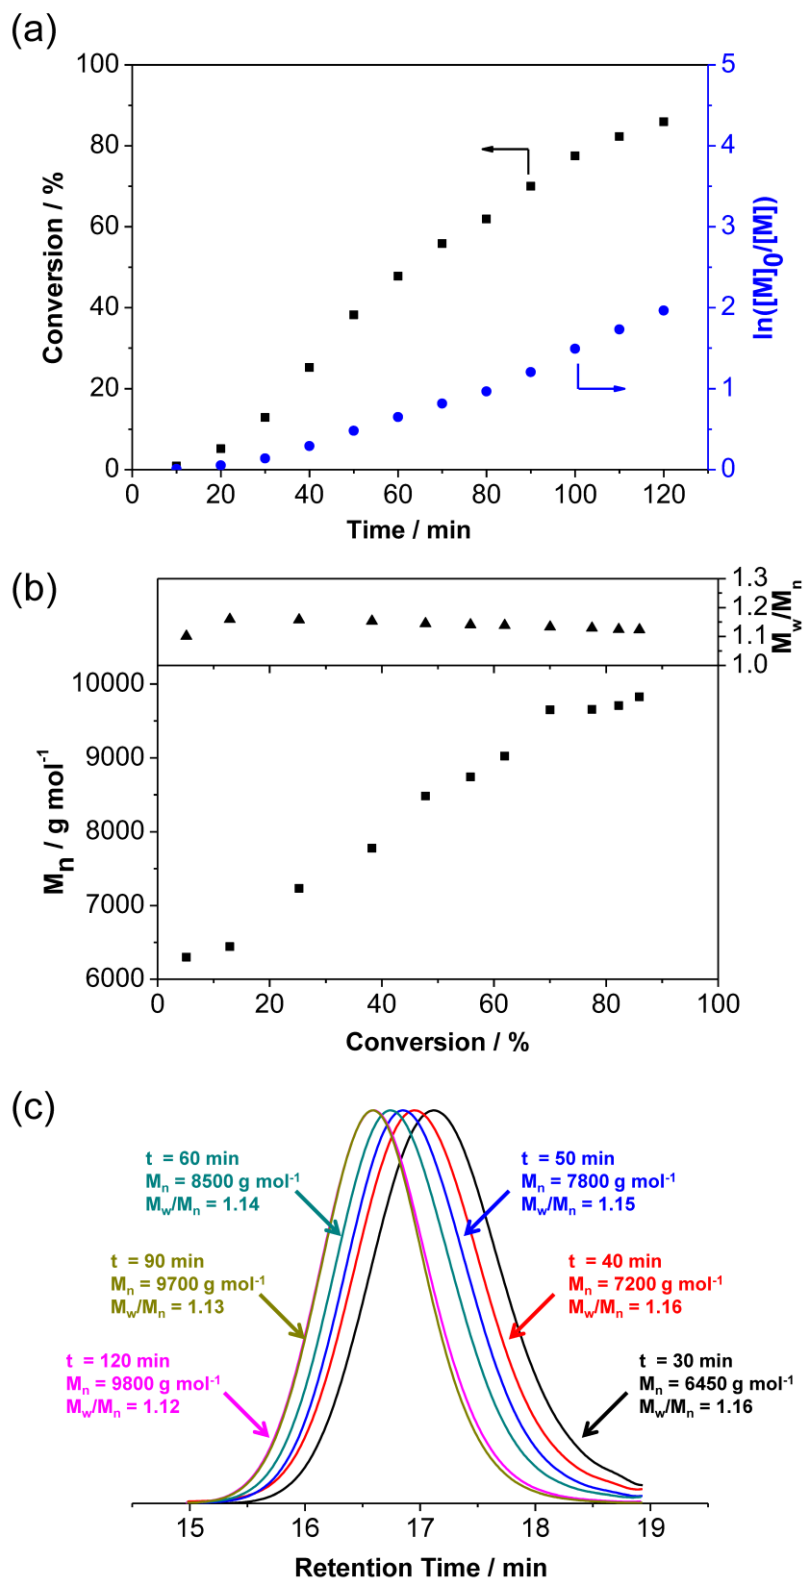 (a)
100
80
60
40
20
0
Conversion / %
5
4
3
2
1
0
ln([M]0/[M])
0 20 40 60 80 100 120
Time / min
(b)
1.3
1.2
1.1
1.0
Mw/Mn
10000
9000
8000
7000
6000
Mn / g mol-1
0 20 40 60 80 100
Conversion / %
(c)
t = 60 min
Mn = 8500 g mol-1
Mw/Mn = 1.14
t = 50 min
Mn = 7800 g mol-1
Mw/Mn = 1.15
t = 90 min
Mn = 9700 g mol-1
Mw/Mn = 1.13
t = 40 min
Mn = 7200 g mol-1
Mw/Mn = 1.16
t = 120 min
Mn = 9800 g mol-1
Mw/Mn = 1.12
t = 30 min
Mn = 6450 g mol-1
Mw/Mn = 1.16
15 16 17 18 19
Retention Time / min